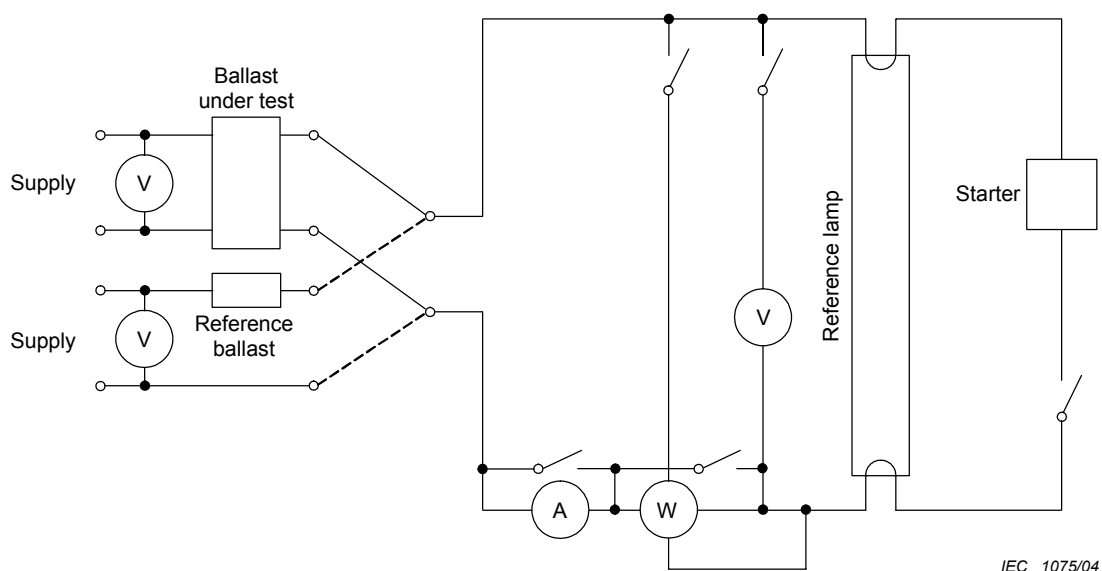 Ballast
under test
Supply
V
Reference
ballast
Supply
V
V
A
W
Reference lamp
Starter
IEC 1075/04